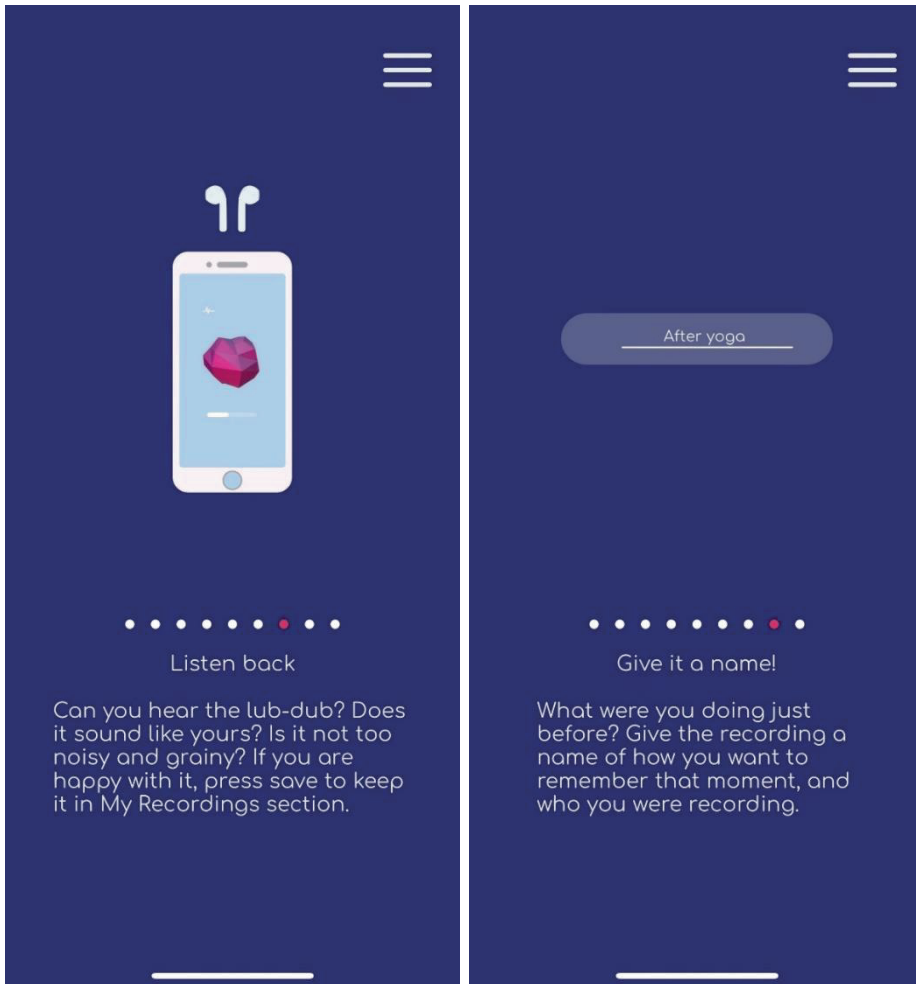 Listen back
Can you hear the lub-dub? Does
it sound like yours? Is it not too
noisy and grainy? If you are
happy with it, press save to keep
it in My Recordings section.
After yoga
Give it a name!
What were you doing just
before? Give the recording a
name of how you want to
remember that moment, and
who you were recording.